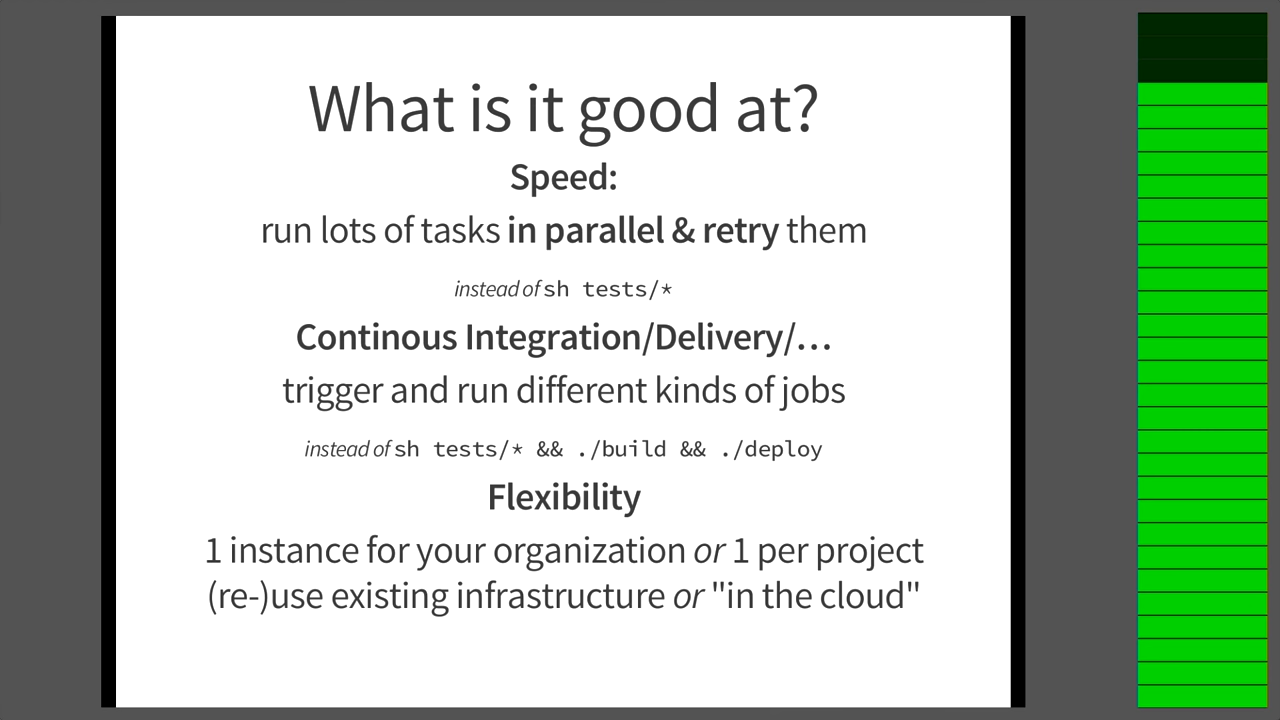 What is it good at?
Speed:
run lots of tasks in parallel & retry them
instead of sh tests/*
Continous Integration/Delivery/…
trigger and run different kinds of jobs
instead of sh tests/* && ./build && ./deploy
Flexibility
1 instance for your organization or 1 per project
(re-)use existing infrastructure or "in the cloud"